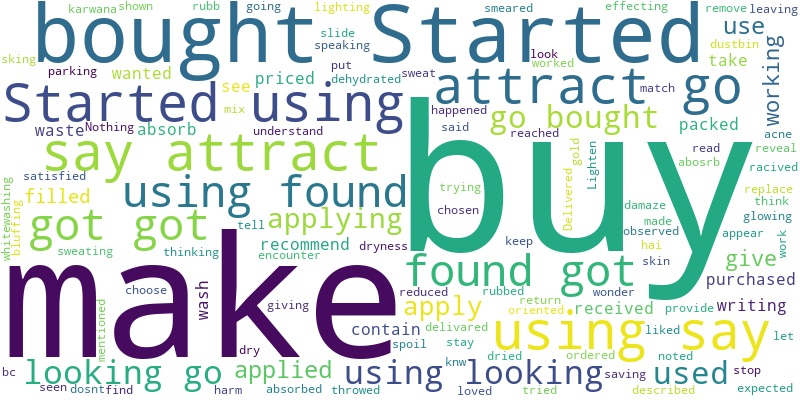 karwana shown rubb going lighting smeared effecting remove leaving
bought Started
slide speaking look worked dustbin
sking parking wanted priced put dehydrated see use take
Started using attract go working
sweat match
mix happened go bought packed
waste Nothing absorb understand said reached acne
say attract buy read reveal
satisfied abosrb racived
using found trying Delivered gold Lighten replace
filled chosen damaze think
whitewashing bluffing got got tell applying made glowing
sweating thinking recommend dryness keep observed hai appear work
encounter skin
make found got give
choose wash giving reduced rubbed return wonder purchased
mentioned apply oriented. received provide writing
contain delivared liked let
dry spoil stay using say
bc looking go applied using looking dried ordered noted used stop
knw saving
seen dosnt find harm absorbed throwed loved tried described expected